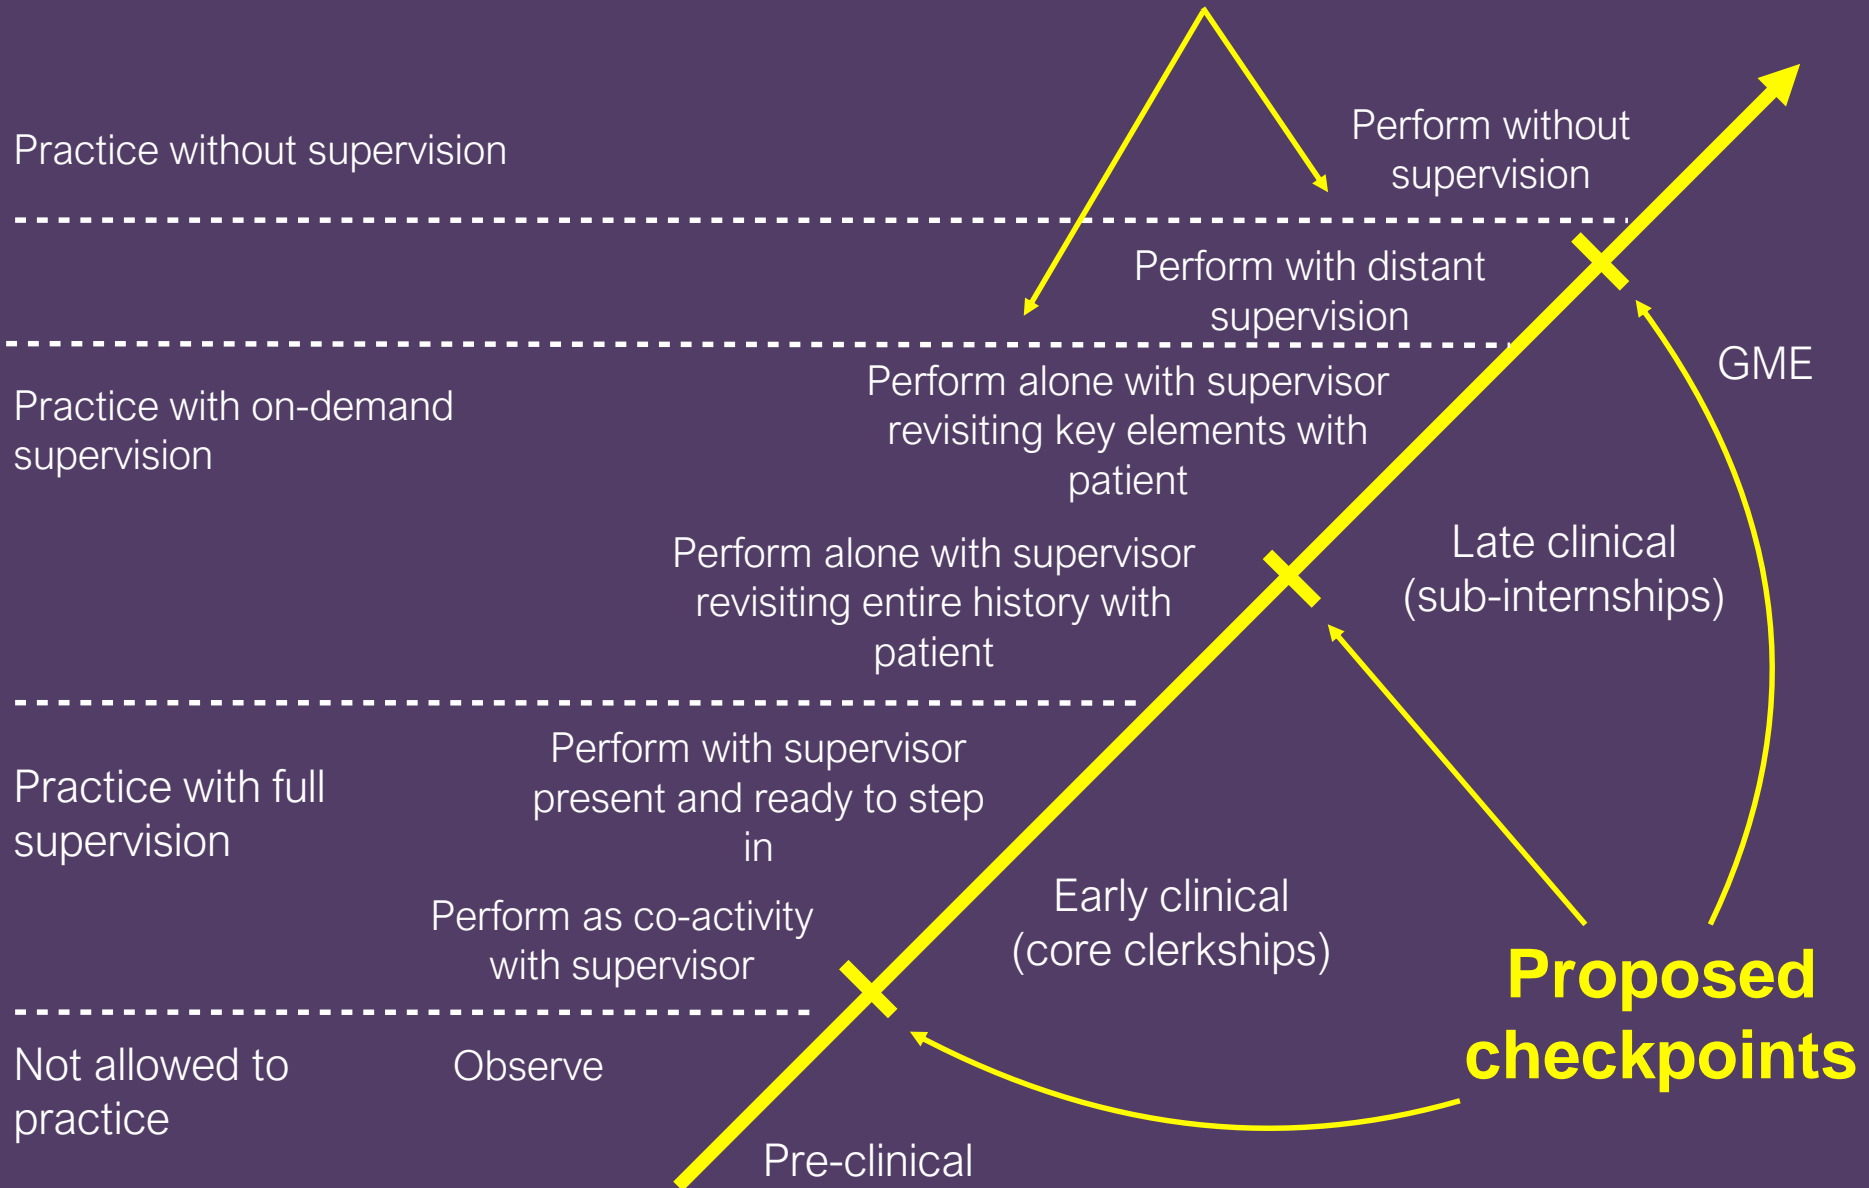 Practice without supervision
Perform without
supervision
Perform with distant
supervision
GME
Practice with on-demand
supervision
Perform alone with supervisor
revisiting key elements with
patient
Perform alone with supervisor
revisiting entire history with
patient
Late clinical
(sub-internships)
Practice with full
supervision
Perform with supervisor
present and ready to step
in
Perform as co-activity
with supervisor
Early clinical
(core clerkships)
Proposed
checkpoints
Not allowed to
practice
Observe
Pre-clinical